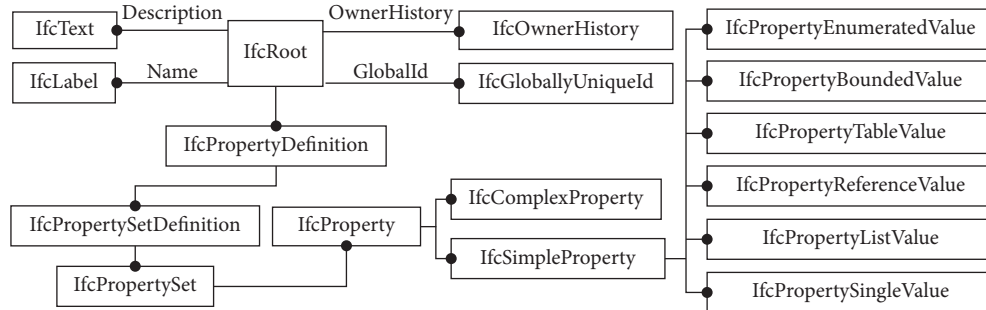 Description
OwnerHistory
IfcText
IfcRoot
IfcOwnerHistory
IfcPropertyEnumeratedValue
Name
GlobalId
IfcLabel
IfcGloballyUniqueId
IfcPropertyBoundedValue
IfcPropertyDefinition
IfcPropertyTableValue
IfcPropertyReferenceValue
IfcComplexProperty
IfcPropertySetDefinition
IfcProperty
IfcPropertyListValue
IfcSimpleProperty
IfcPropertySet
IfcPropertySingleValue